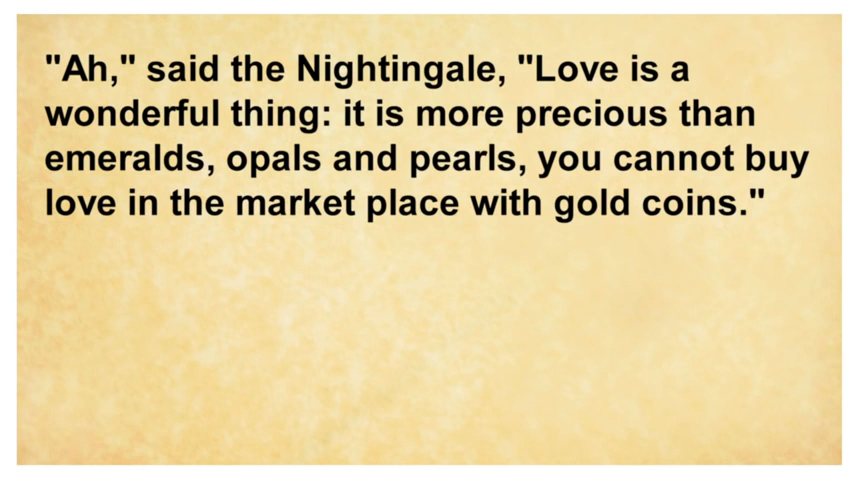 "Ah," said the Nightingale, "Love is a
wonderful thing: it is more precious than
emeralds, opals and pearls, you cannot buy
love in the market place with gold coins."